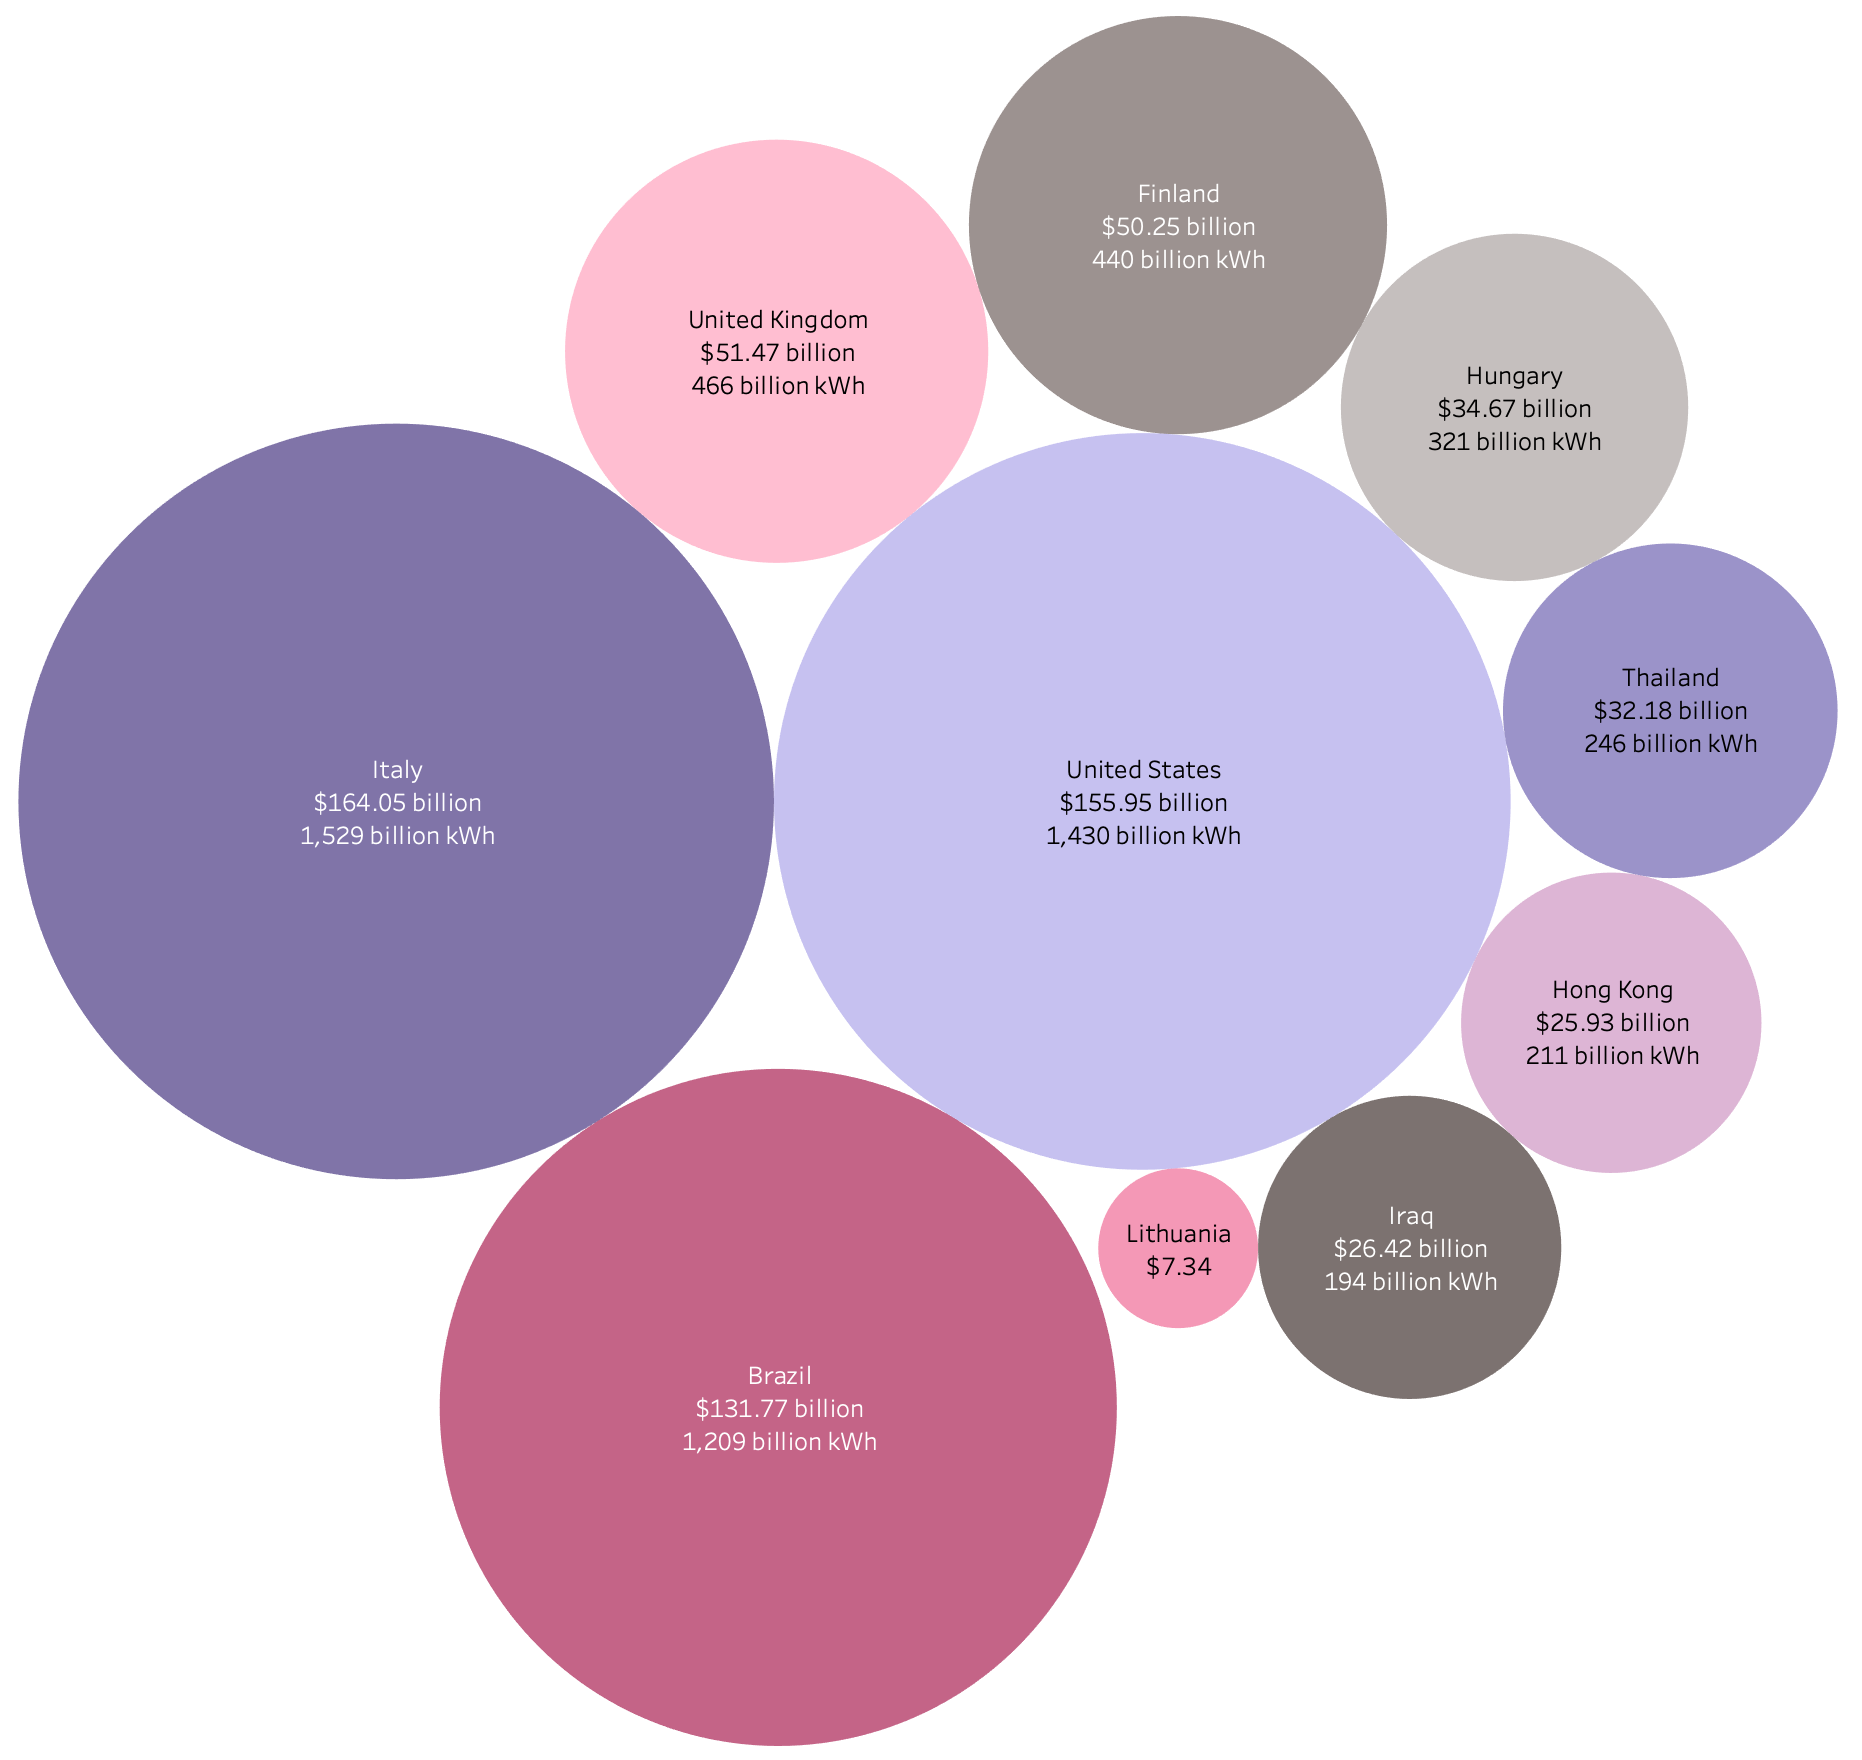 Finland
$50.25 billion
440 billion kWh
United Kingdom
$51.47 billion
466 billion kWh
Hungary
$34.67 billion
321 billion kWh
Thailand
$32.18 billion
246 billion kWh
Italy
$164.05 billion
1,529 billion kWh
United States
$155.95 billion
1,430 billion kWh
Hong Kong
$25.93 billion
211 billion kWh
Lithuania
$7.34
Iraq
$26.42 billion
194 billion kWh
Brazil
$131.77 billion
1,209 billion kWh